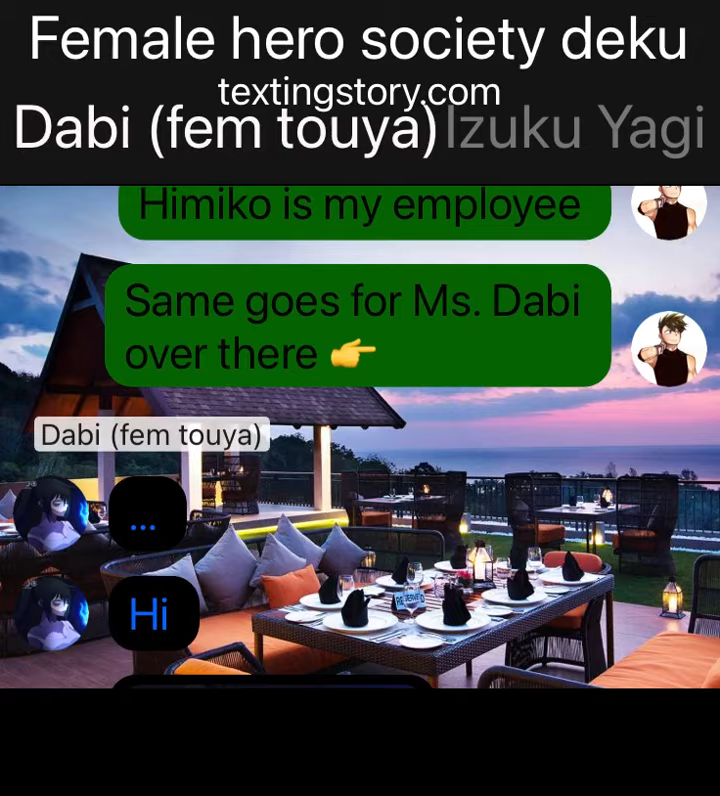 Female hero society deku
textingstory.com
Dabi (fem touya) Izuku Yagi
Himiko is my employee
Same goes for Ms. Dabi
over there 👉
Dabi (fem touya)
...
Hi